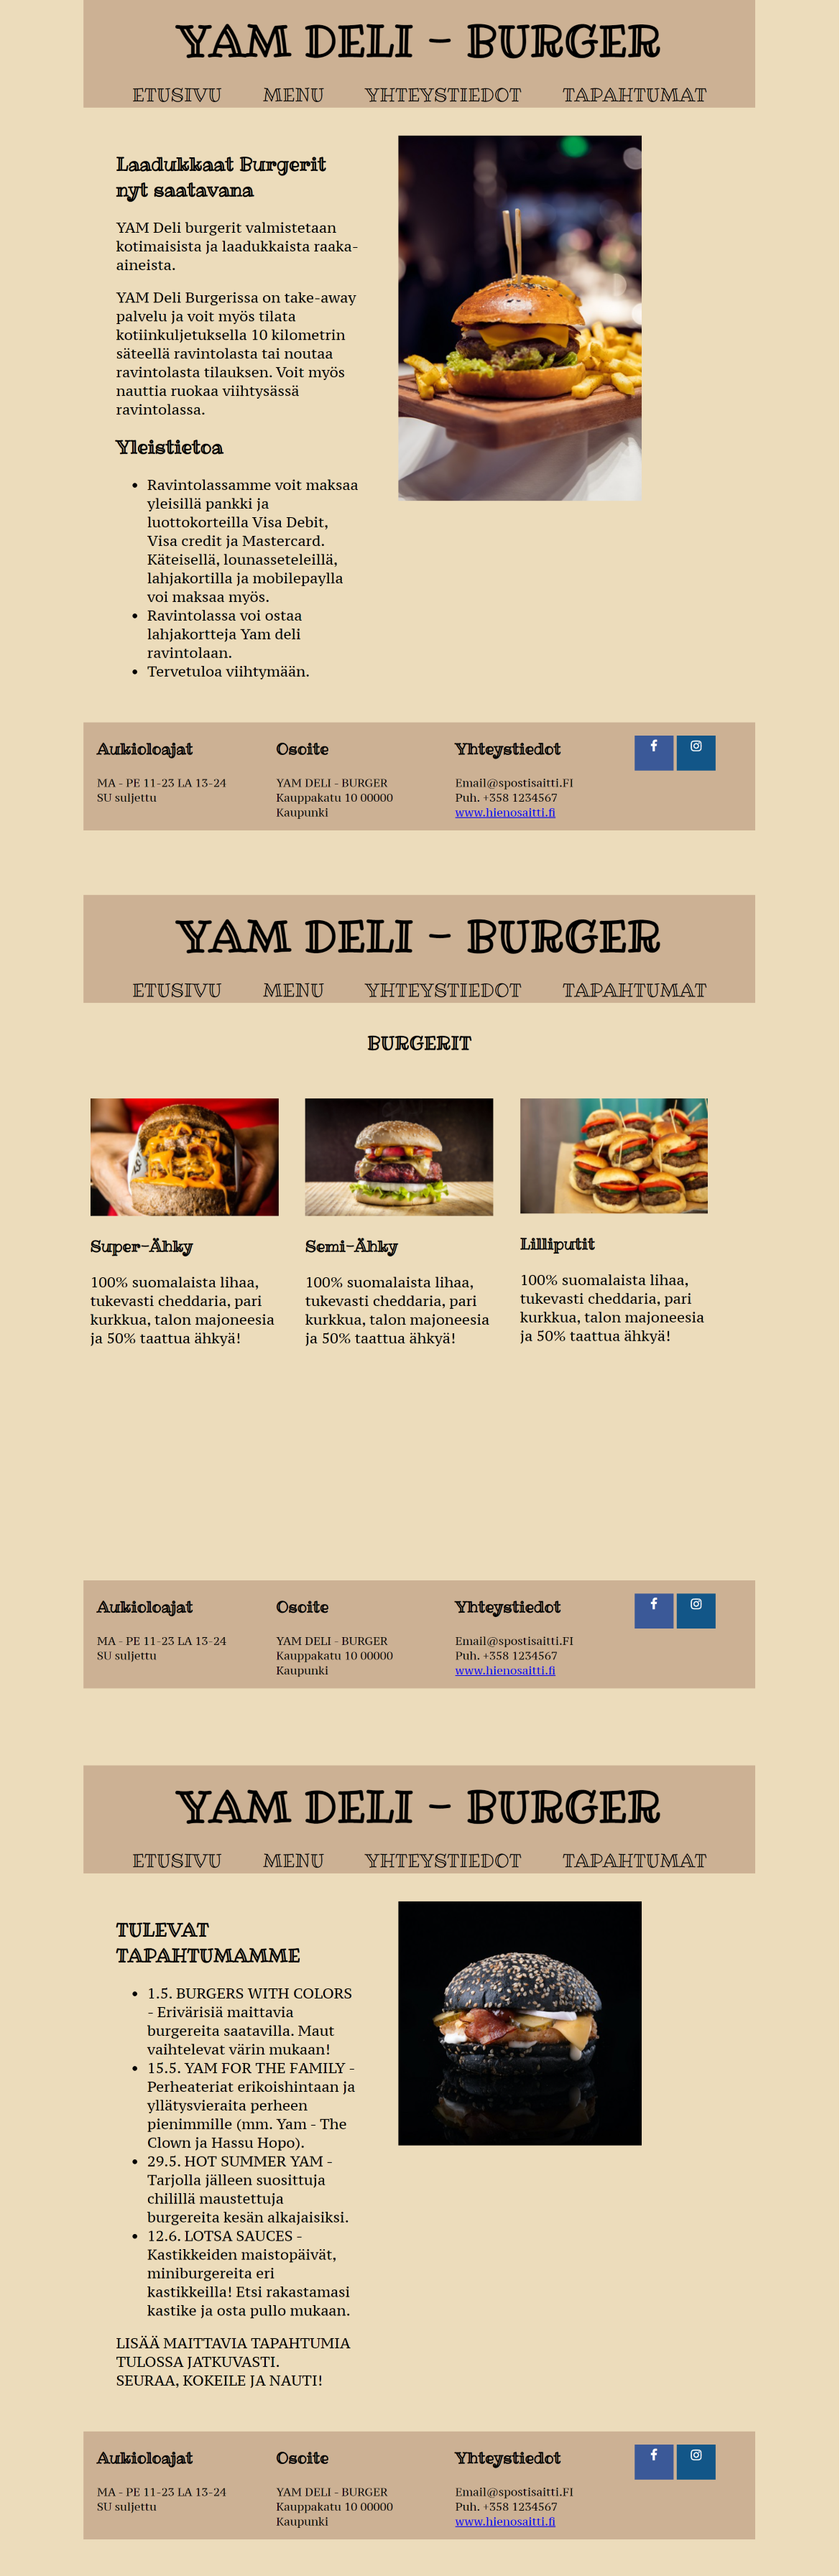 YAM DELI - BURGER
ETUSIVU MENU YHTEYSTIEDOT TAPAHTUMAT
Laadukkaat Burgerit
nyt saatavana
YAM Deli burgerit valmistetaan
kotimaisista ja laadukkaista raaka-
aineista.
YAM Deli Burgerissa on take-away
palvelu ja voit myös tilata
kotiinkuljetuksella 10 kilometrin
säteellä ravintolasta tai noutaa
ravintolasta tilauksen. Voit myös
nauttia ruokaa viihtysässä
ravintolassa.
Yleistietoa
• Ravintolassamme voit maksaa
yleisillä pankki ja
luottokorteilla Visa Debit,
Visa credit ja Mastercard.
Käteisellä, lounasseteleillä,
lahjakortilla ja mobilepaylla
voi maksaa myös.
• Ravintolassa voi ostaa
lahjakortteja Yam deli
ravintolaan.
• Tervetuloa viihtymään.
Aukioloajat
MA - PE 11-23 LA 13-24
SU suljettu
Osoite
YAM DELI - BURGER
Kauppakatu 10 00000
Kaupunki
Yhteystiedot
Email@spostisaitti.FI
Puh. +358 1234567
www.hienosaitti.fi
YAM DELI - BURGER
ETUSIVU MENU YHTEYSTIEDOT TAPAHTUMAT
BURGERIT
Super-Ähky
100% suomalaista lihaa,
tukevasti cheddaria, pari
kurkkua, talon majoneesia
ja 50% taattua ähkyä!
Semi-Ähky
100% suomalaista lihaa,
tukevasti cheddaria, pari
kurkkua, talon majoneesia
ja 50% taattua ähkyä!
Lilliputit
100% suomalaista lihaa,
tukevasti cheddaria, pari
kurkkua, talon majoneesia
ja 50% taattua ähkyä!
Aukioloajat
MA - PE 11-23 LA 13-24
SU suljettu
Osoite
YAM DELI - BURGER
Kauppakatu 10 00000
Kaupunki
Yhteystiedot
Email@spostisaitti.FI
Puh. +358 1234567
www.hienosaitti.fi
YAM DELI - BURGER
ETUSIVU MENU YHTEYSTIEDOT TAPAHTUMAT
TULEVAT
TAPAHTUMAMME
• 1.5. BURGERS WITH COLORS
- Erivärisiä maittavia
burgereita saatavilla. Maut
vaihtelevat värin mukaan!
• 15.5. YAM FOR THE FAMILY -
Perheateriat erikoishintaan ja
yllätysvieraita perheen
pienimmille (mm. Yam - The
Clown ja Hassu Hopo).
• 29.5. HOT SUMMER YAM -
Tarjolla jälleen suosittuja
chilillä maustettuja
burgereita kesän alkajaisiksi.
• 12.6. LOTSA SAUCES -
Kastikkeiden maistopäivät,
miniburgereita eri
kastikkeilla! Etsi rakastamasi
kastike ja osta pullo mukaan.
LISÄÄ MAITTAVIA TAPAHTUMIA
TULOSSA JATKUVASTI.
SEURAA, KOKEILE JA NAUTI!
Aukioloajat
MA - PE 11-23 LA 13-24
SU suljettu
Osoite
YAM DELI - BURGER
Kauppakatu 10 00000
Kaupunki
Yhteystiedot
Email@spostisaitti.FI
Puh. +358 1234567
www.hienosaitti.fi